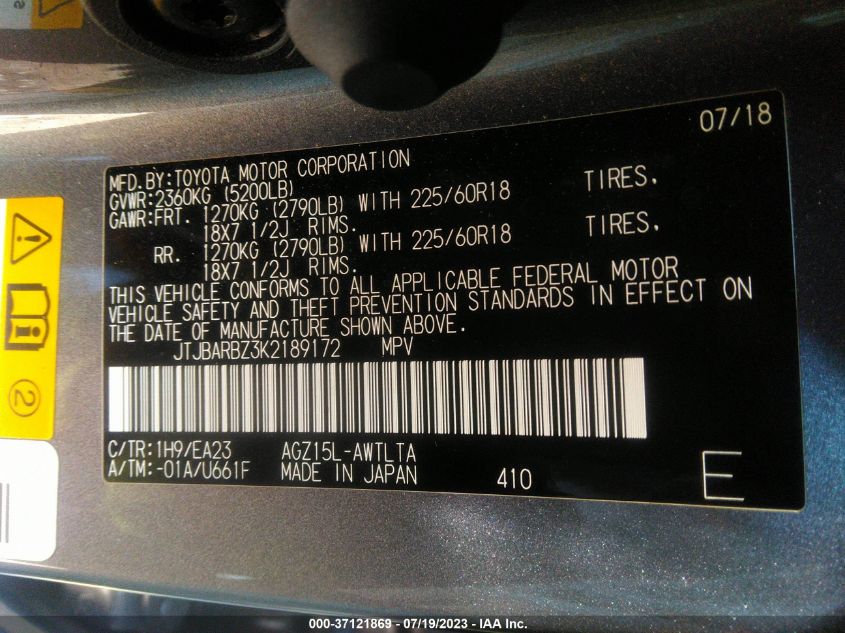 07/18
MFD.BY:TOYOTA MOTOR CORPORATION
GVWR:2360KG (5200LB)
GAWR:FRT. 1270KG (2790LB) WITH 225/60R18 TIRES.
18X7 1/2J RIMS.
RR. 1270KG (2790LB) WITH 225/60R18 TIRES.
18X7 1/2J RIMS.
THIS VEHICLE CONFORMS TO ALL APPLICABLE FEDERAL MOTOR
VEHICLE SAFETY AND THEFT PREVENTION STANDARDS IN EFFECT ON
THE DATE OF MANUFACTURE SHOWN ABOVE.
JTJBARBZ3K2189172 MPV
C/TR:1H9/EA23 AGZ15L-AWTLTA
A/TM:-01A/U661F MADE IN JAPAN 410 E
2
000-37121869 - 07/19/2023 - IAA Inc.